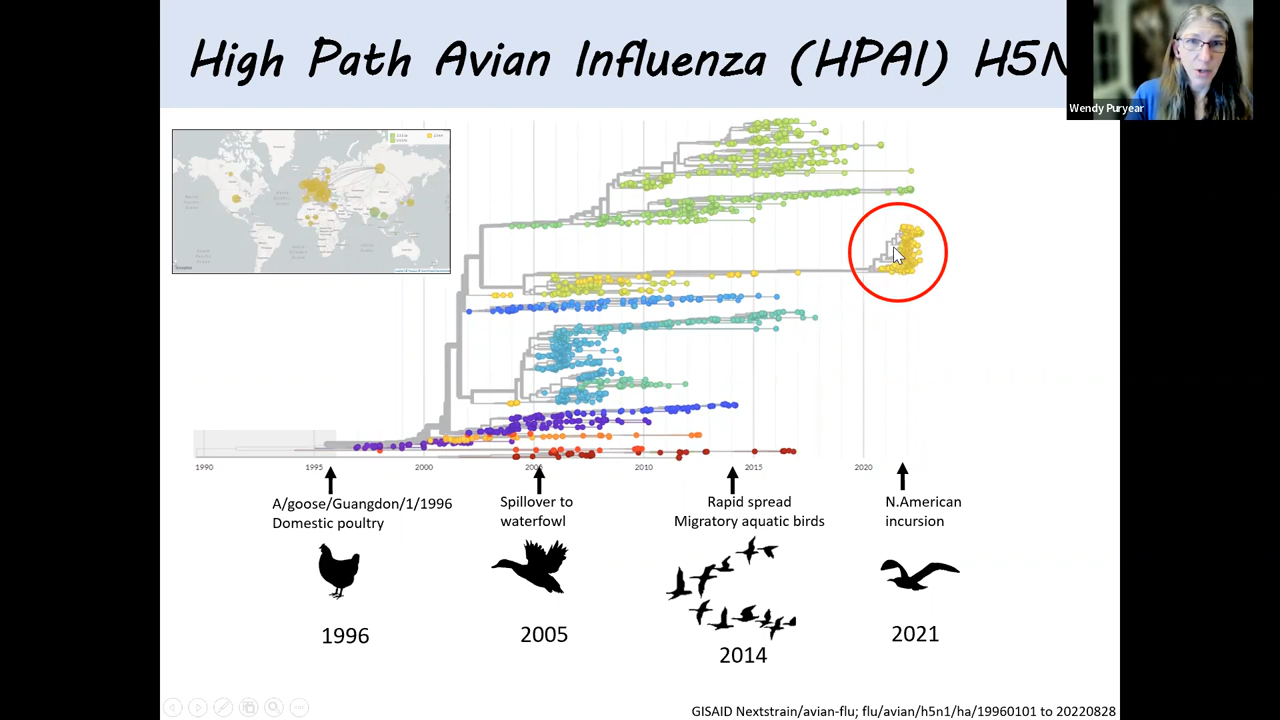 High Path Avian Influenza (HPAI) H5N
Wendy Puryear
1990 1995 2000 2005 2010 2015 2020
A/goose/Guangdon/1/1996
Domestic poultry
Spillover to
waterfowl
Rapid spread
Migratory aquatic birds
N.American
incursion
1996
2005
2014
2021
GISAID Nextstrain/avian-flu; flu/avian/h5n1/ha/19960101 to 20220828